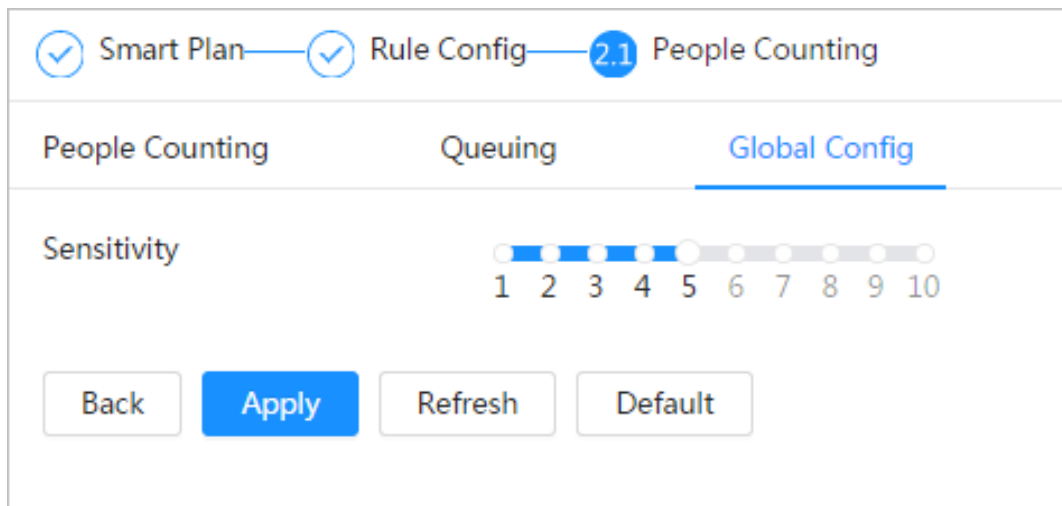 Smart Plan Rule Config 2.1 People Counting
People Counting Queuing Global Config
Sensitivity
1 2 3 4 5 6 7 8 9 10
Back Apply Refresh Default